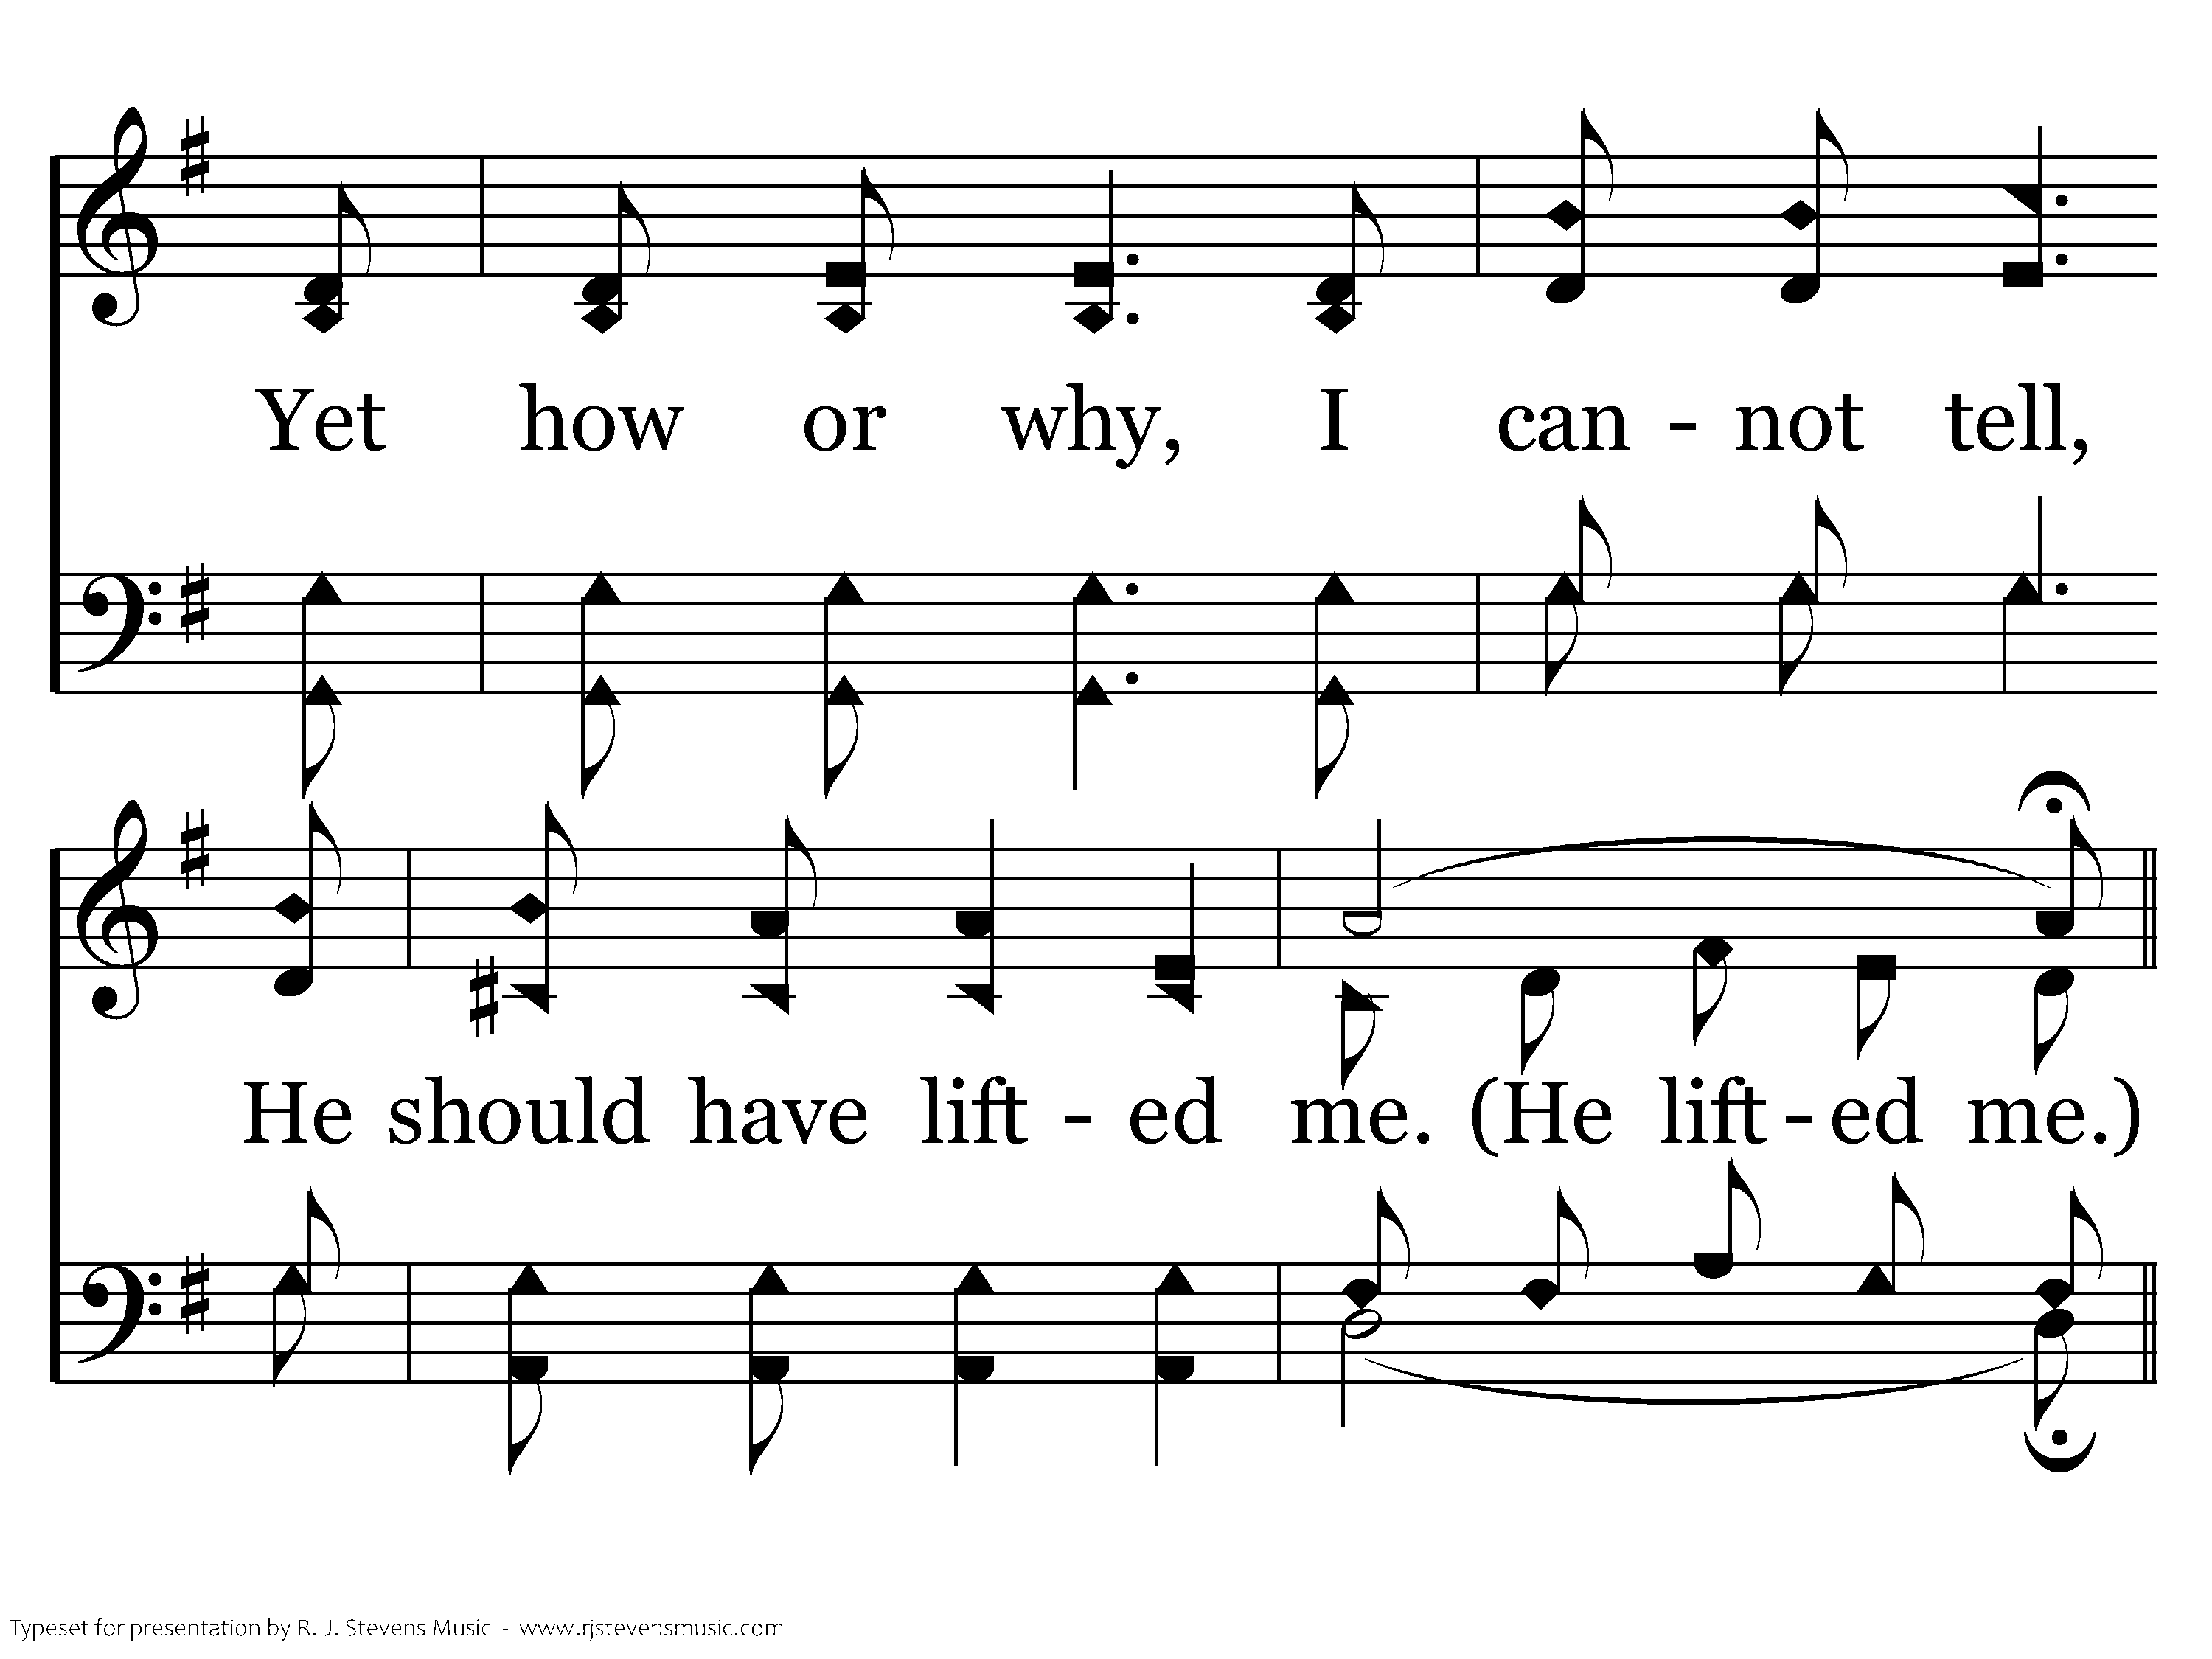 Yet how or why, I can - not tell,
He should have lift - ed me. (He lift - ed me.)
Typeset for presentation by R. J. Stevens Music - www.rjstevensmusic.com